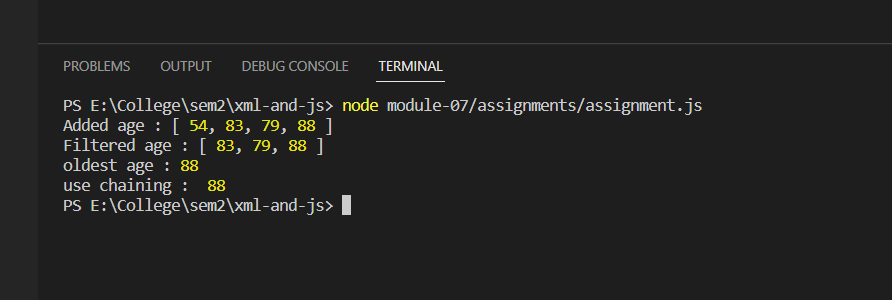 PROBLEMS OUTPUT DEBUG CONSOLE TERMINAL
PS E:\College\sem2\xml-and-js> node module-07/assignments/assignment.js
Added age : [ 54, 83, 79, 88 ]
Filtered age : [ 83, 79, 88 ]
oldest age : 88
use chaining :  88
PS E:\College\sem2\xml-and-js>